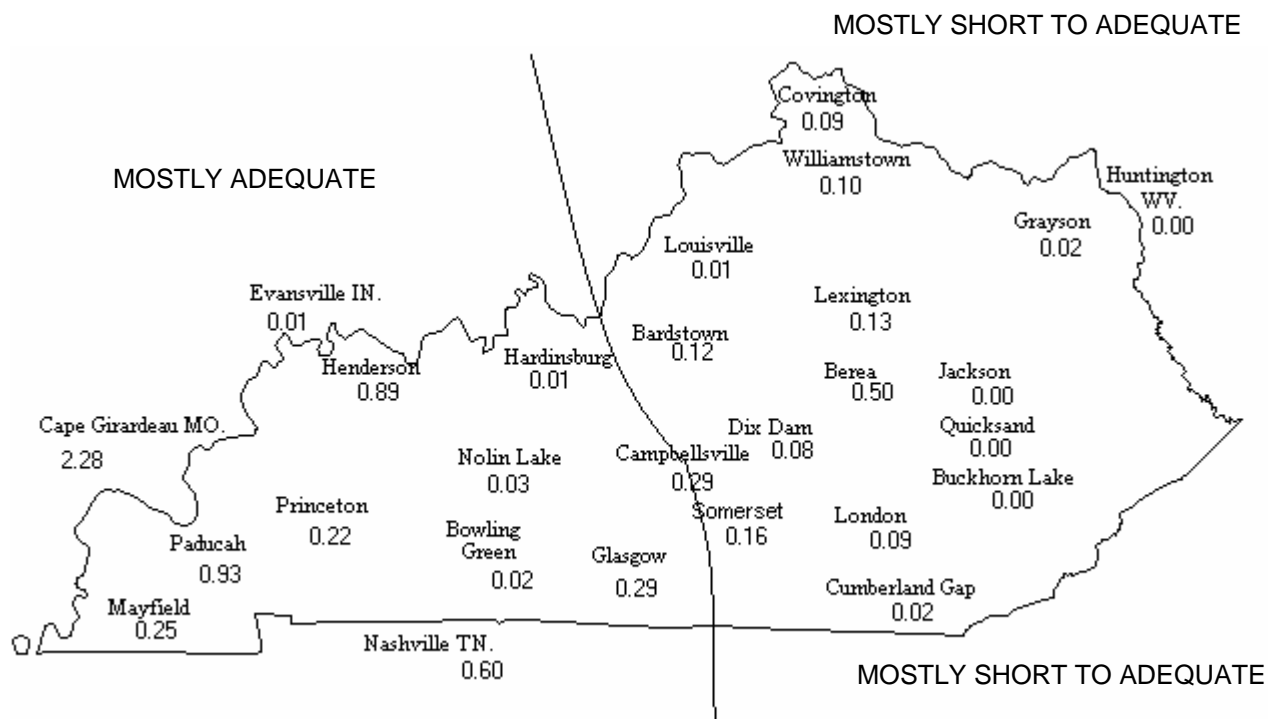 MOSTLY SHORT TO ADEQUATE
Covington
0.09
MOSTLY ADEQUATE
Williamstown
0.10
Huntington
WV.
0.00
Grayson
0.02
Louisville
0.01
Evansville IN.
0.01
Lexington
0.13
Bardstown
0.12
Hardinsburg
0.01
Henderson
0.89
Berea
0.50
Jackson
0.00
Cape Girardeau MO.
2.28
Dix Dam
0.08
Quicksand
0.00
Nolin Lake
0.03
Campbellsville
0.29
Buckhorn Lake
0.00
Princeton
0.22
Somerset
0.16
London
0.09
Paducah
0.93
Bowling
Green
0.02
Glasgow
0.29
Cumberland Gap
0.02
Mayfield
0.25
Nashville TN.
0.60
MOSTLY SHORT TO ADEQUATE